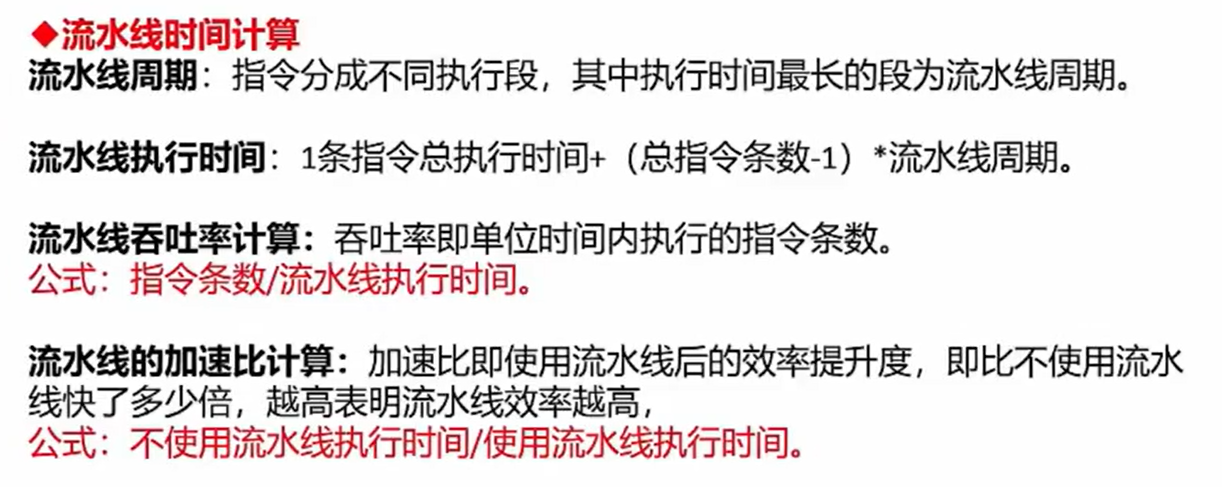 ◆流水线时间计算
流水线周期：指令分成不同执行段，其中执行时间最长的段为流水线周期。
流水线执行时间：1条指令总执行时间+（总指令条数-1）*流水线周期。
流水线吞吐率计算：吞吐率即单位时间内执行的指令条数。
公式：指令条数/流水线执行时间。
流水线的加速比计算：加速比即使用流水线后的效率提升度，即比不使用流水
线快了多少倍，越高表明流水线效率越高，
公式：不使用流水线执行时间/使用流水线执行时间。